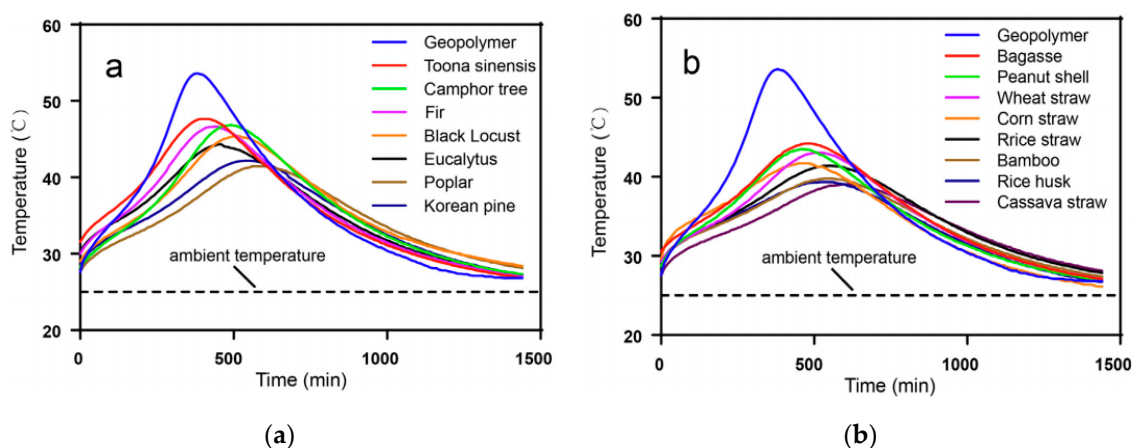 a
Temperature (℃)
60
50
40
30
20
Geopolymer
Toona sinensis
Camphor tree
Fir
Black Locust
Eucalytus
Poplar
Korean pine
ambient temperature
0
500
1000
1500
Time (min)
(a)
b
Temperature (℃)
60
50
40
30
20
Geopolymer
Bagasse
Peanut shell
Wheat straw
Corn straw
Rrice straw
Bamboo
Rice husk
Cassava straw
ambient temperature
0
500
1000
1500
Time (min)
(b)